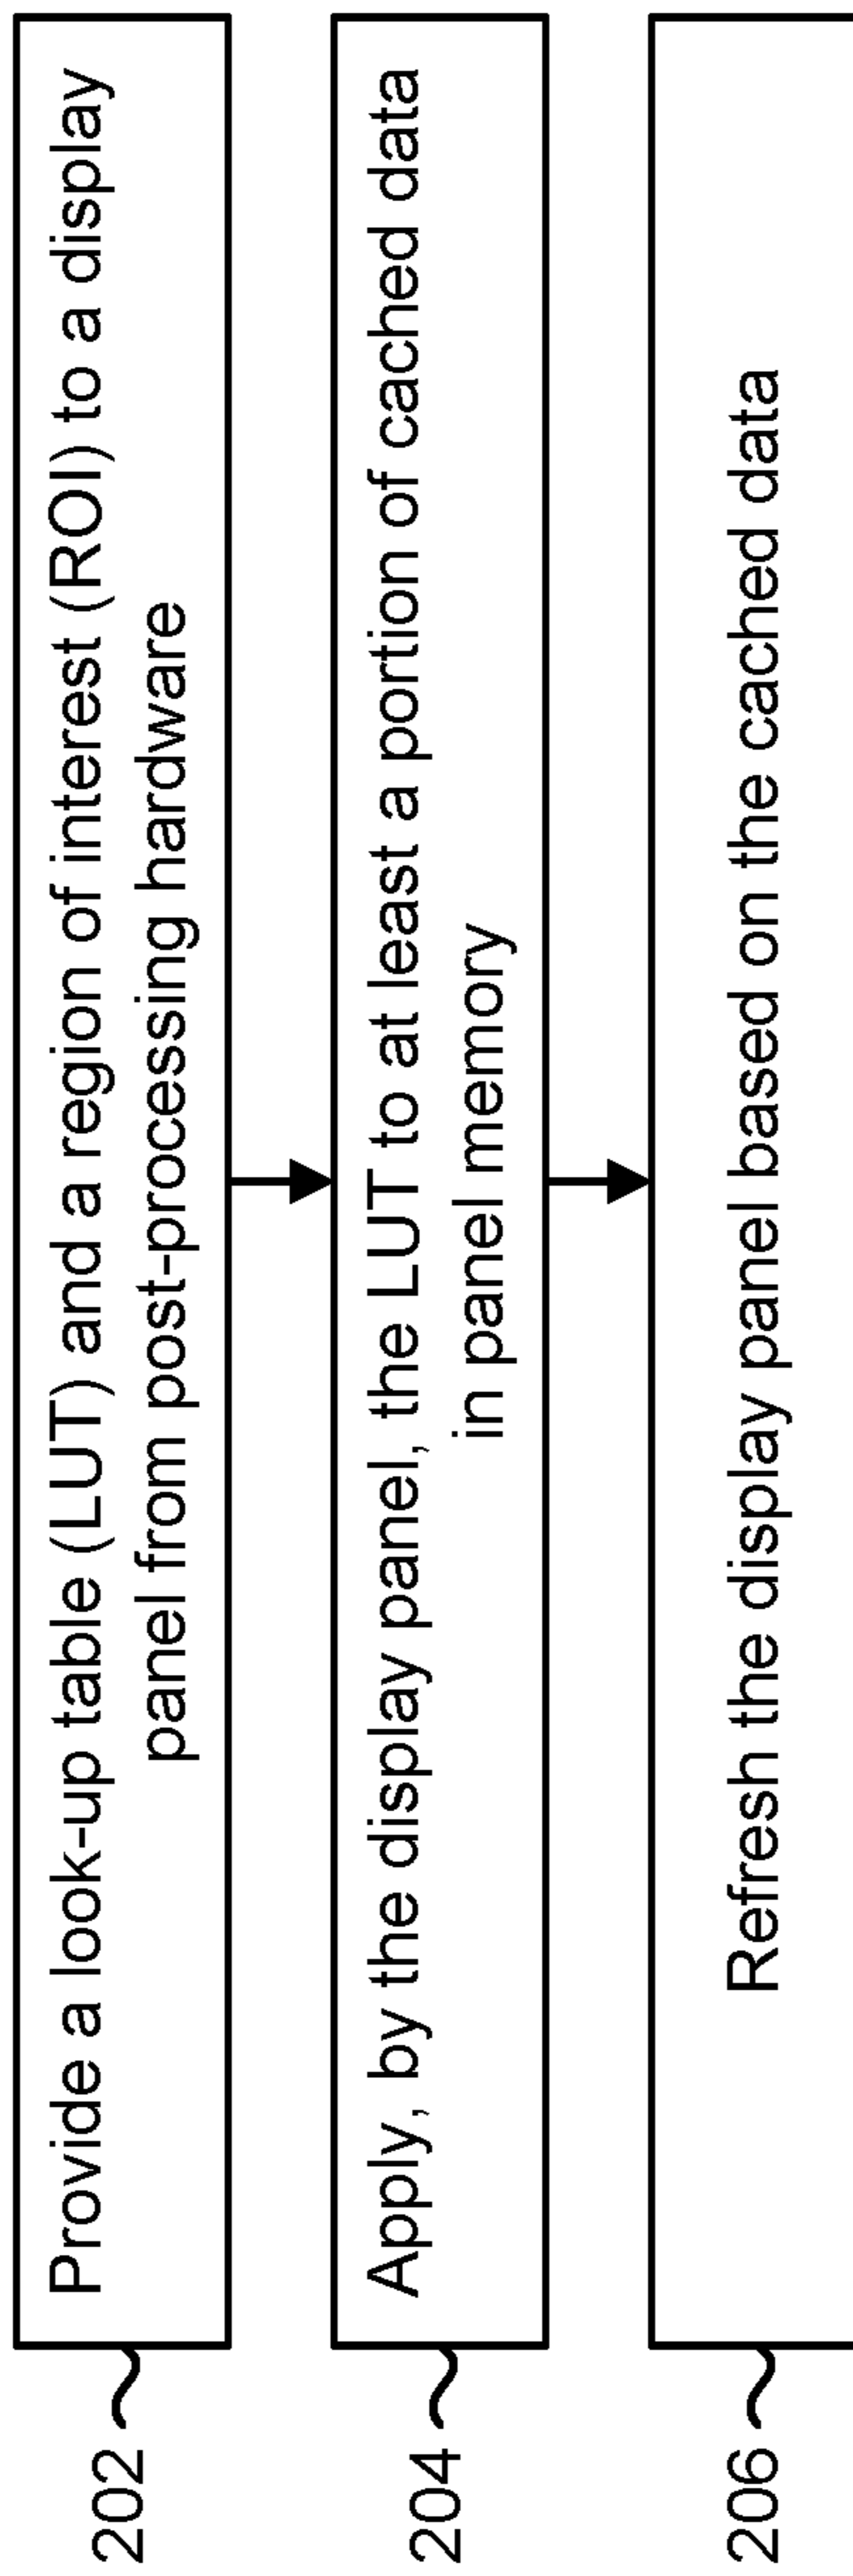 202
Provide a look-up table (LUT) and a region of interest (ROI) to a display
panel from post-processing hardware
204
Apply, by the display panel, the LUT to at least a portion of cached data
in panel memory
206
Refresh the display panel based on the cached data